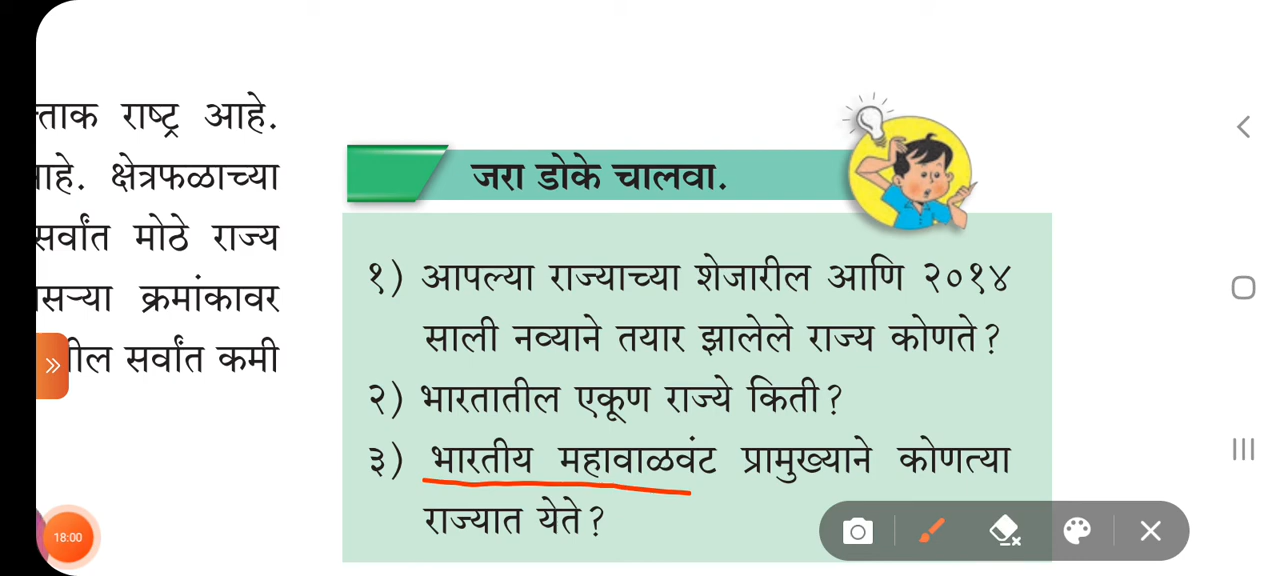 त्ताक राष्ट्र आहे.
आहे. क्षेत्रफळाच्या
सर्वांत मोठे राज्य
क्रमांकावर
सर्वांत कमी
जरा डोके चालवा.
१) आपल्या राज्याच्या शेजारील आणि २०१४
साली नव्याने तयार झालेले राज्य कोणते?
२) भारतातील एकूण राज्ये किती?
३) भारतीय महावाळवंट प्रामुख्याने कोणत्या
राज्यात येते?
18:00